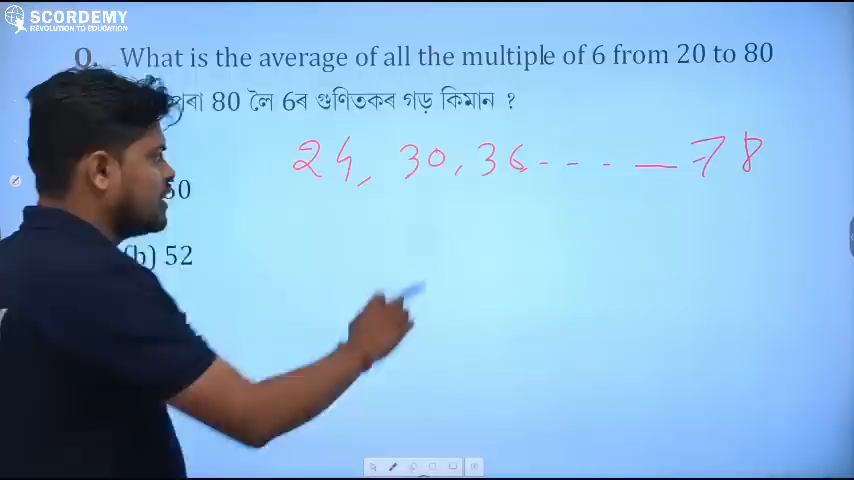 SCORDEMY
REVOLUTION TO EDUCATION
Q. What is the average of all the multiple of 6 from 20 to 80
80 লৈ 6ৰ গুণিতকৰ গড় কিমান ?
24, 30, 36 - - - — 78
50
(b) 52